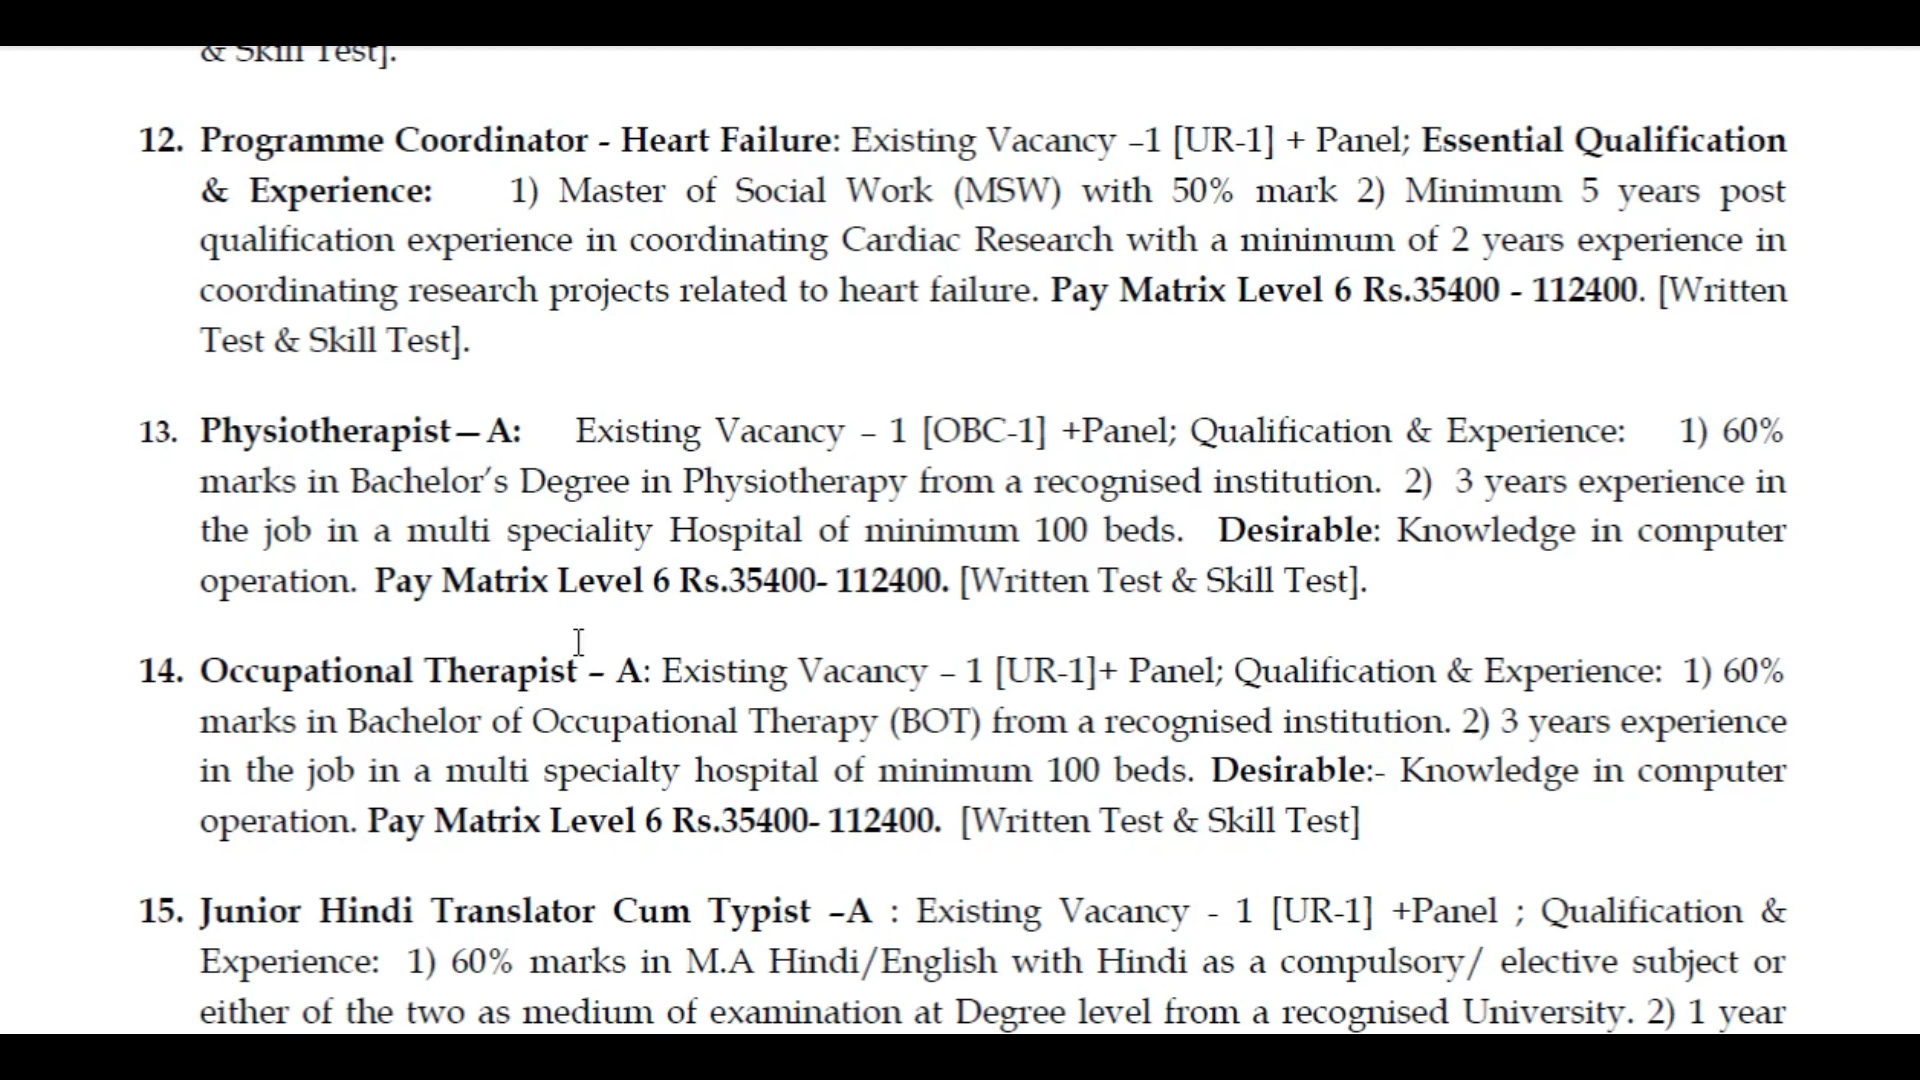 & Skill Test].
12. Programme Coordinator - Heart Failure: Existing Vacancy –1 [UR-1] + Panel; Essential Qualification
& Experience: 1) Master of Social Work (MSW) with 50% mark 2) Minimum 5 years post
qualification experience in coordinating Cardiac Research with a minimum of 2 years experience in
coordinating research projects related to heart failure. Pay Matrix Level 6 Rs.35400 - 112400. [Written
Test & Skill Test].
13. Physiotherapist—A: Existing Vacancy – 1 [OBC-1] +Panel; Qualification & Experience: 1) 60%
marks in Bachelor’s Degree in Physiotherapy from a recognised institution. 2) 3 years experience in
the job in a multi speciality Hospital of minimum 100 beds. Desirable: Knowledge in computer
operation. Pay Matrix Level 6 Rs.35400- 112400. [Written Test & Skill Test].
14. Occupational Therapist – A: Existing Vacancy – 1 [UR-1]+ Panel; Qualification & Experience: 1) 60%
marks in Bachelor of Occupational Therapy (BOT) from a recognised institution. 2) 3 years experience
in the job in a multi specialty hospital of minimum 100 beds. Desirable:- Knowledge in computer
operation. Pay Matrix Level 6 Rs.35400- 112400. [Written Test & Skill Test]
15. Junior Hindi Translator Cum Typist –A : Existing Vacancy - 1 [UR-1] +Panel ; Qualification &
Experience: 1) 60% marks in M.A Hindi/English with Hindi as a compulsory/ elective subject or
either of the two as medium of examination at Degree level from a recognised University. 2) 1 year